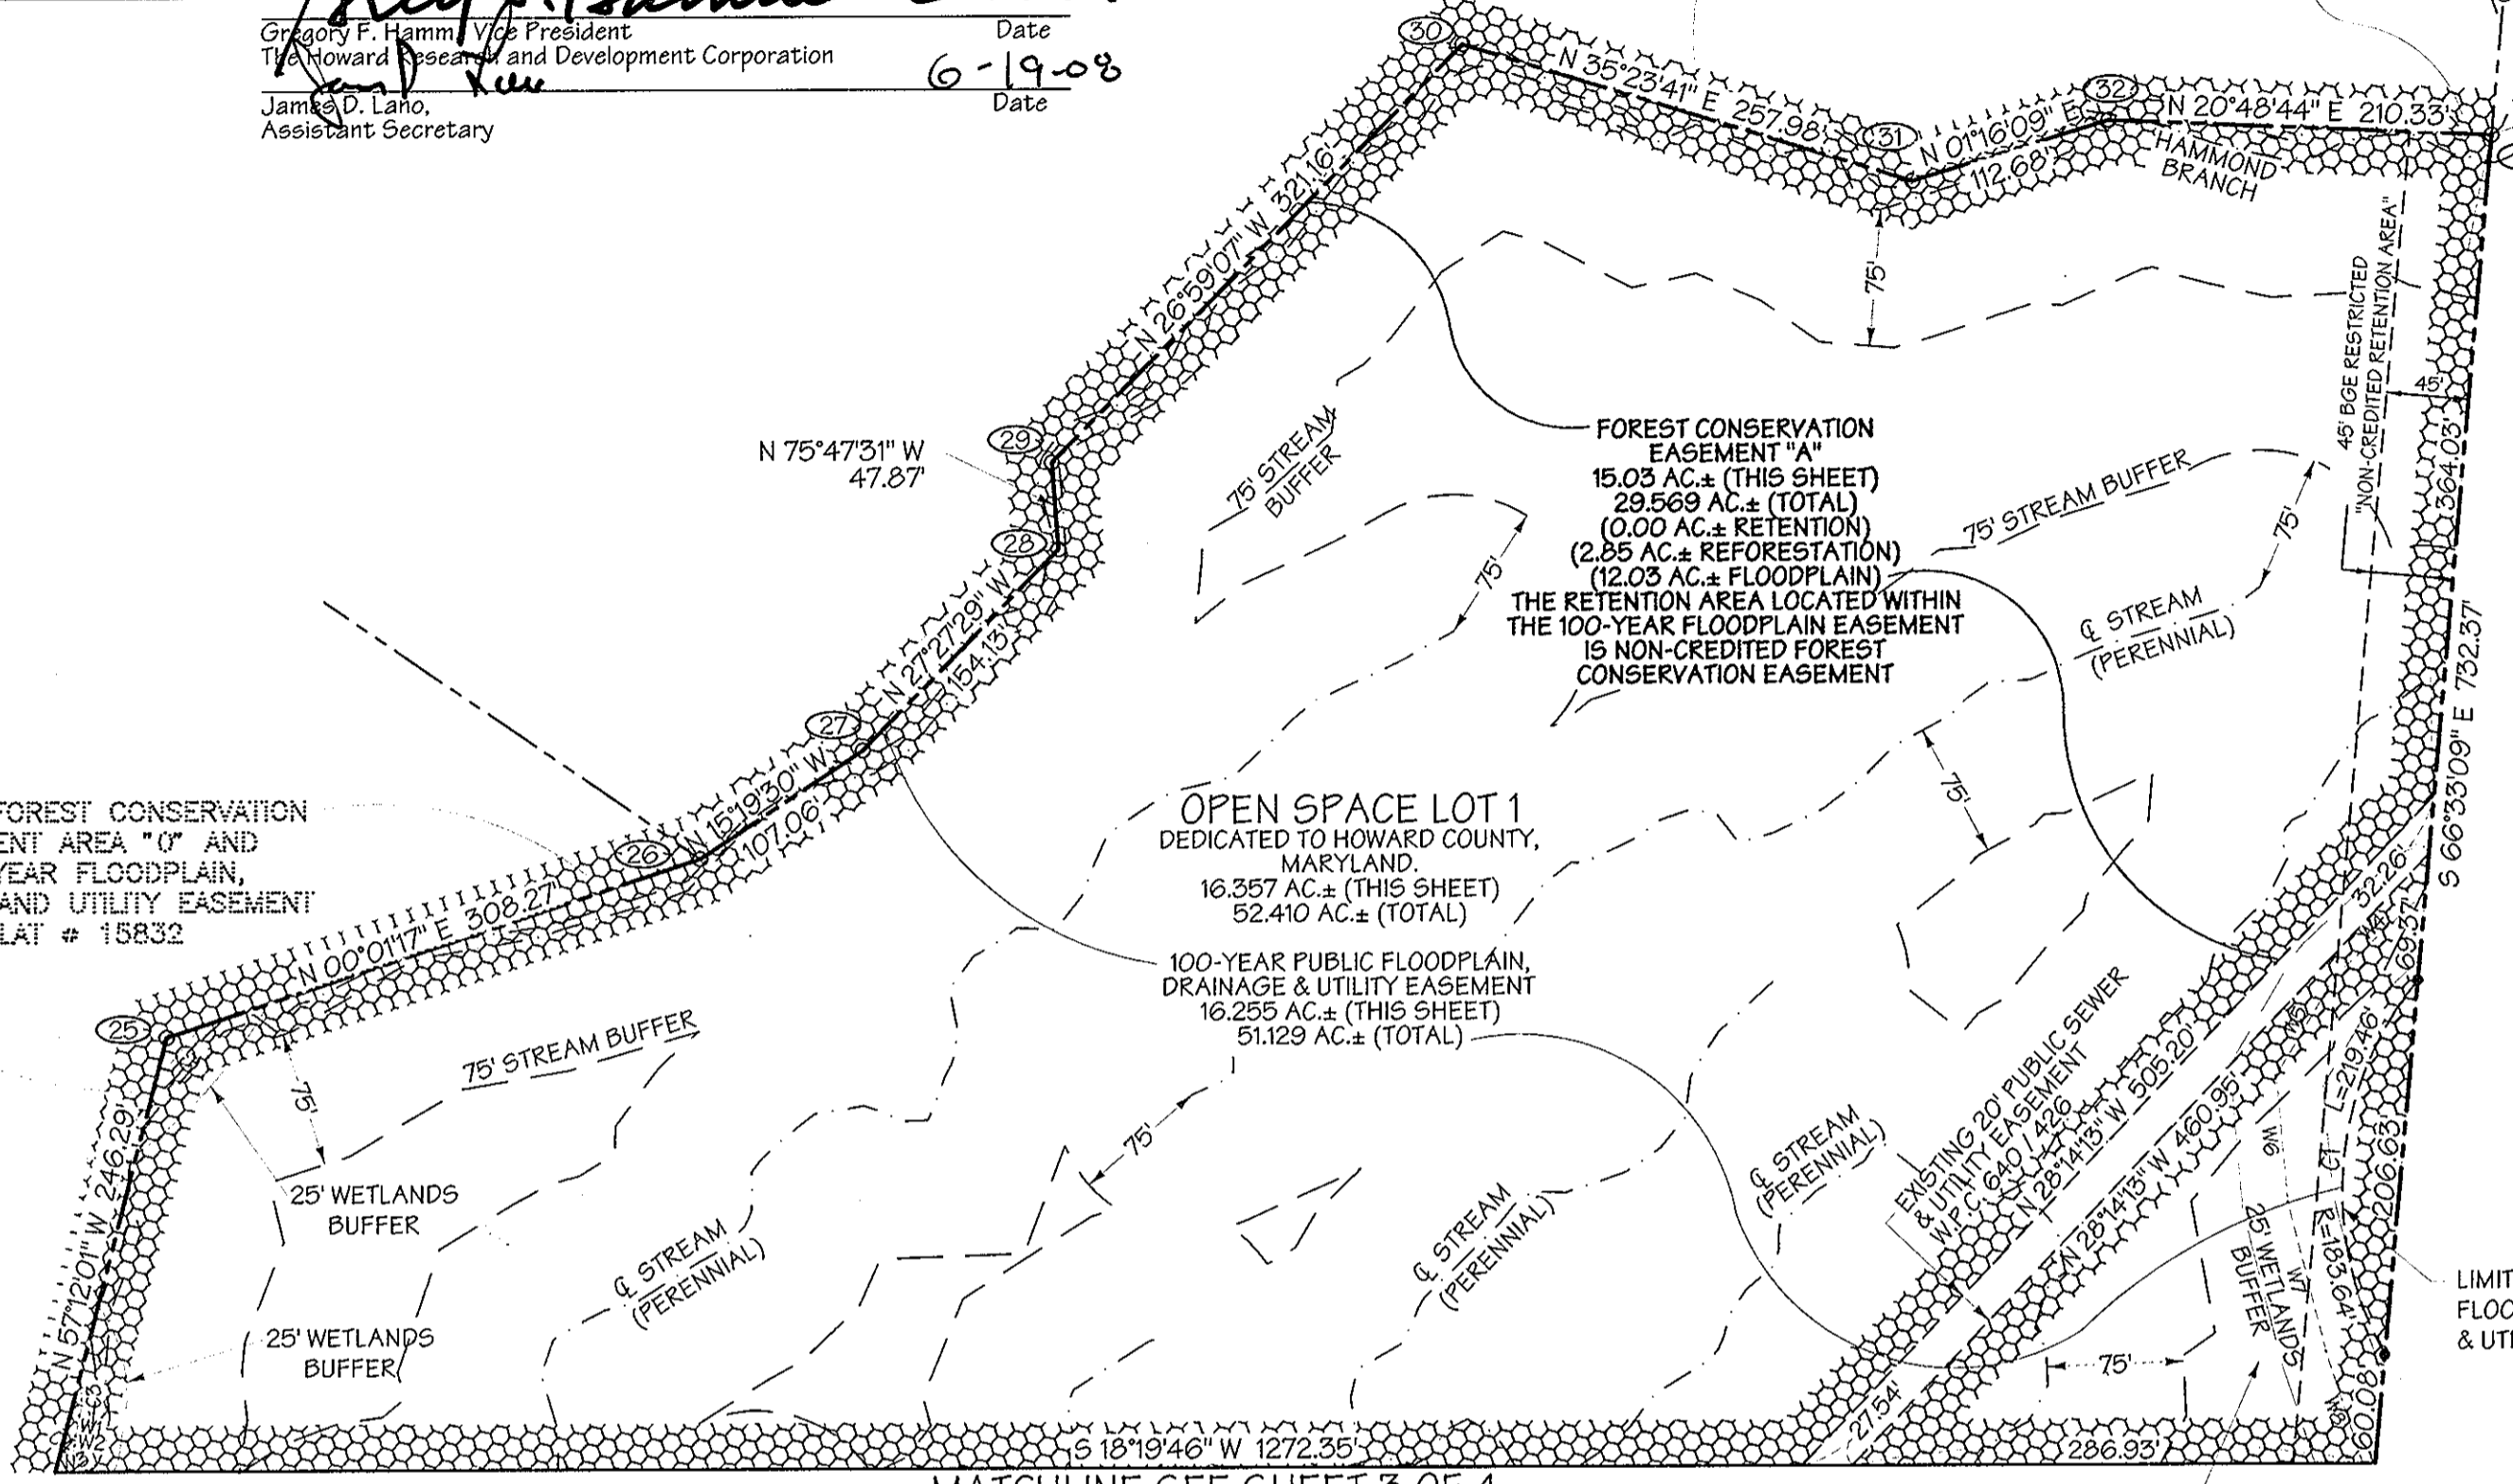 Gregory F. Hamm, Vice President
Date
The Howard Research and Development Corporation
6-19-08
James D. Lano,
Date
Assistant Secretary
30
N 35°23'41" E 257.98'
31
N 01°16'09" E
112.68'
32
N 20°48'44" E 210.33'
HAMMOND
BRANCH
N 26°59'07" W 321.16'
75'
45' BGE RESTRICTED
"NON-CREDITED RETENTION AREA"
45'
364.03'
29
N 75°47'31" W
47.87'
28
75' STREAM
BUFFER
75'
FOREST CONSERVATION
EASEMENT "A"
15.03 AC.± (THIS SHEET)
29.569 AC.± (TOTAL)
(0.00 AC.± RETENTION)
(2.85 AC.± REFORESTATION)
(12.03 AC.± FLOODPLAIN)
THE RETENTION AREA LOCATED WITHIN
THE 100-YEAR FLOODPLAIN EASEMENT
IS NON-CREDITED FOREST
CONSERVATION EASEMENT
75' STREAM BUFFER
75'
℄ STREAM
(PERENNIAL)
S 66°33'09" E 732.37'
N 27°27'29" W
154.13'
27
N 15°19'30" W
107.06'
26
FOREST CONSERVATION
ENT AREA "O" AND
YEAR FLOODPLAIN,
AND UTILITY EASEMENT
LAT # 15832
N 00°01'17" E 308.27'
25
OPEN SPACE LOT 1
DEDICATED TO HOWARD COUNTY,
MARYLAND.
16.357 AC.± (THIS SHEET)
52.410 AC.± (TOTAL)
100-YEAR PUBLIC FLOODPLAIN,
DRAINAGE & UTILITY EASEMENT
16.255 AC.± (THIS SHEET)
51.129 AC.± (TOTAL)
75'
32.26'
W4
69.37'
W5
75' STREAM BUFFER
75'
25' WETLANDS
BUFFER
N 57°12'01" W 246.29'
25' WETLANDS
BUFFER
C3
W2
℄ STREAM
(PERENNIAL)
75'
℄ STREAM
(PERENNIAL)
℄ STREAM
(PERENNIAL)
EXISTING 20' PUBLIC SEWER
& UTILITY EASEMENT
W.P.C. 640 / 426
N 28°14'13" W 505.20'
N 28°14'13" W 460.95'
L=219.46'
C1
R=183.64'
206.63'
W6
W7
25' WETLANDS
BUFFER
LIMIT
FLOO
& UTI
75'
27.54'
60.08'
S 18°19'46" W 1272.35'
286.93'
MATCHLINE SEE SHEET 3 OF 4